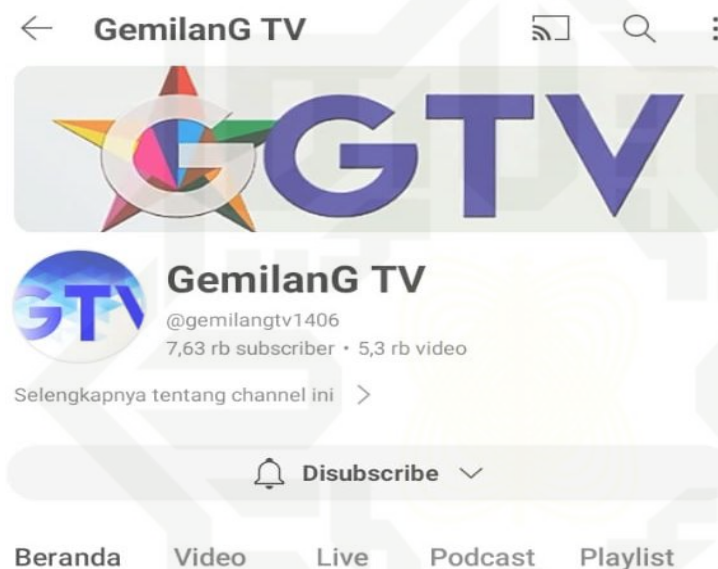 GemilanG TV
GGTV
GTV
GemilanG TV
@gemilangtv1406
7,63 rb subscriber • 5,3 rb video
Selengkapnya tentang channel ini
Disubscribe
Beranda Video Live Podcast Playlist